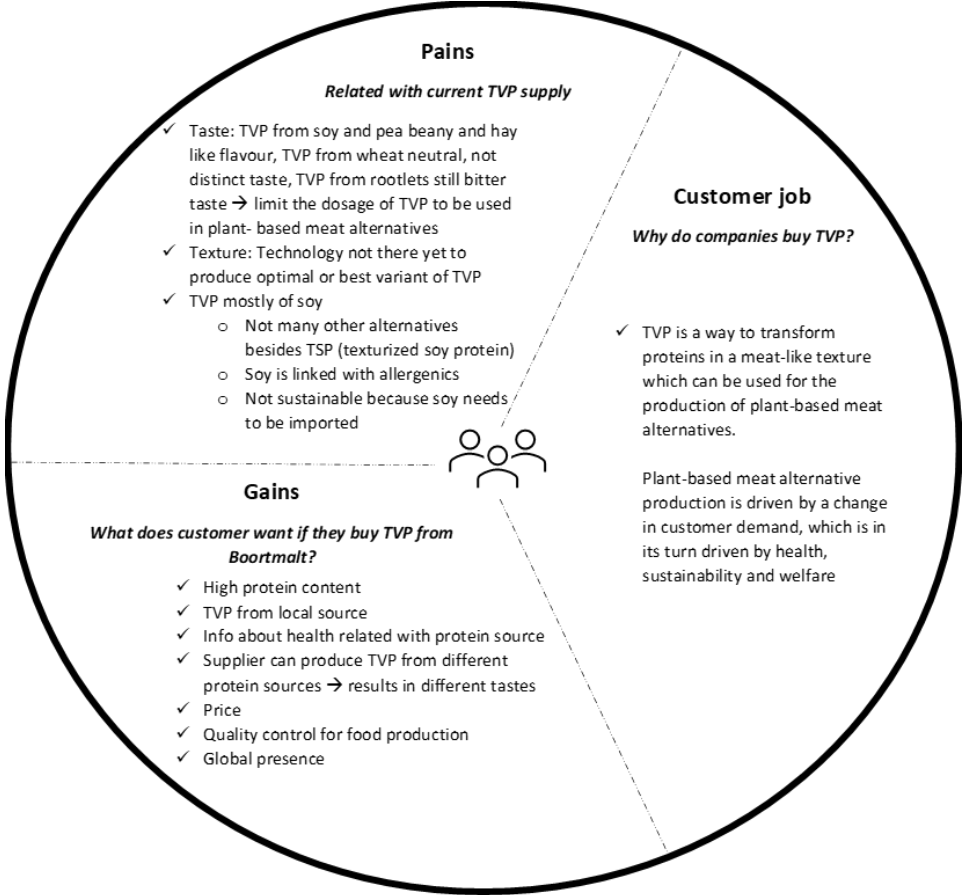 Pains
Related with current TVP supply
✓ Taste: TVP from soy and pea beany and hay
like flavour, TVP from wheat neutral, not
distinct taste, TVP from rootlets still bitter
taste → limit the dosage of TVP to be used
in plant- based meat alternatives
✓ Texture: Technology not there yet to
produce optimal or best variant of TVP
✓ TVP mostly of soy
o Not many other alternatives
besides TSP (texturized soy protein)
o Soy is linked with allergenics
o Not sustainable because soy needs
to be imported
Customer job
Why do companies buy TVP?
✓ TVP is a way to transform
proteins in a meat-like texture
which can be used for the
production of plant-based meat
alternatives.
Plant-based meat alternative
production is driven by a change
in customer demand, which is in
its turn driven by health,
sustainability and welfare
Gains
What does customer want if they buy TVP from
Boortmalt?
✓ High protein content
✓ TVP from local source
✓ Info about health related with protein source
✓ Supplier can produce TVP from different
protein sources → results in different tastes
✓ Price
✓ Quality control for food production
✓ Global presence